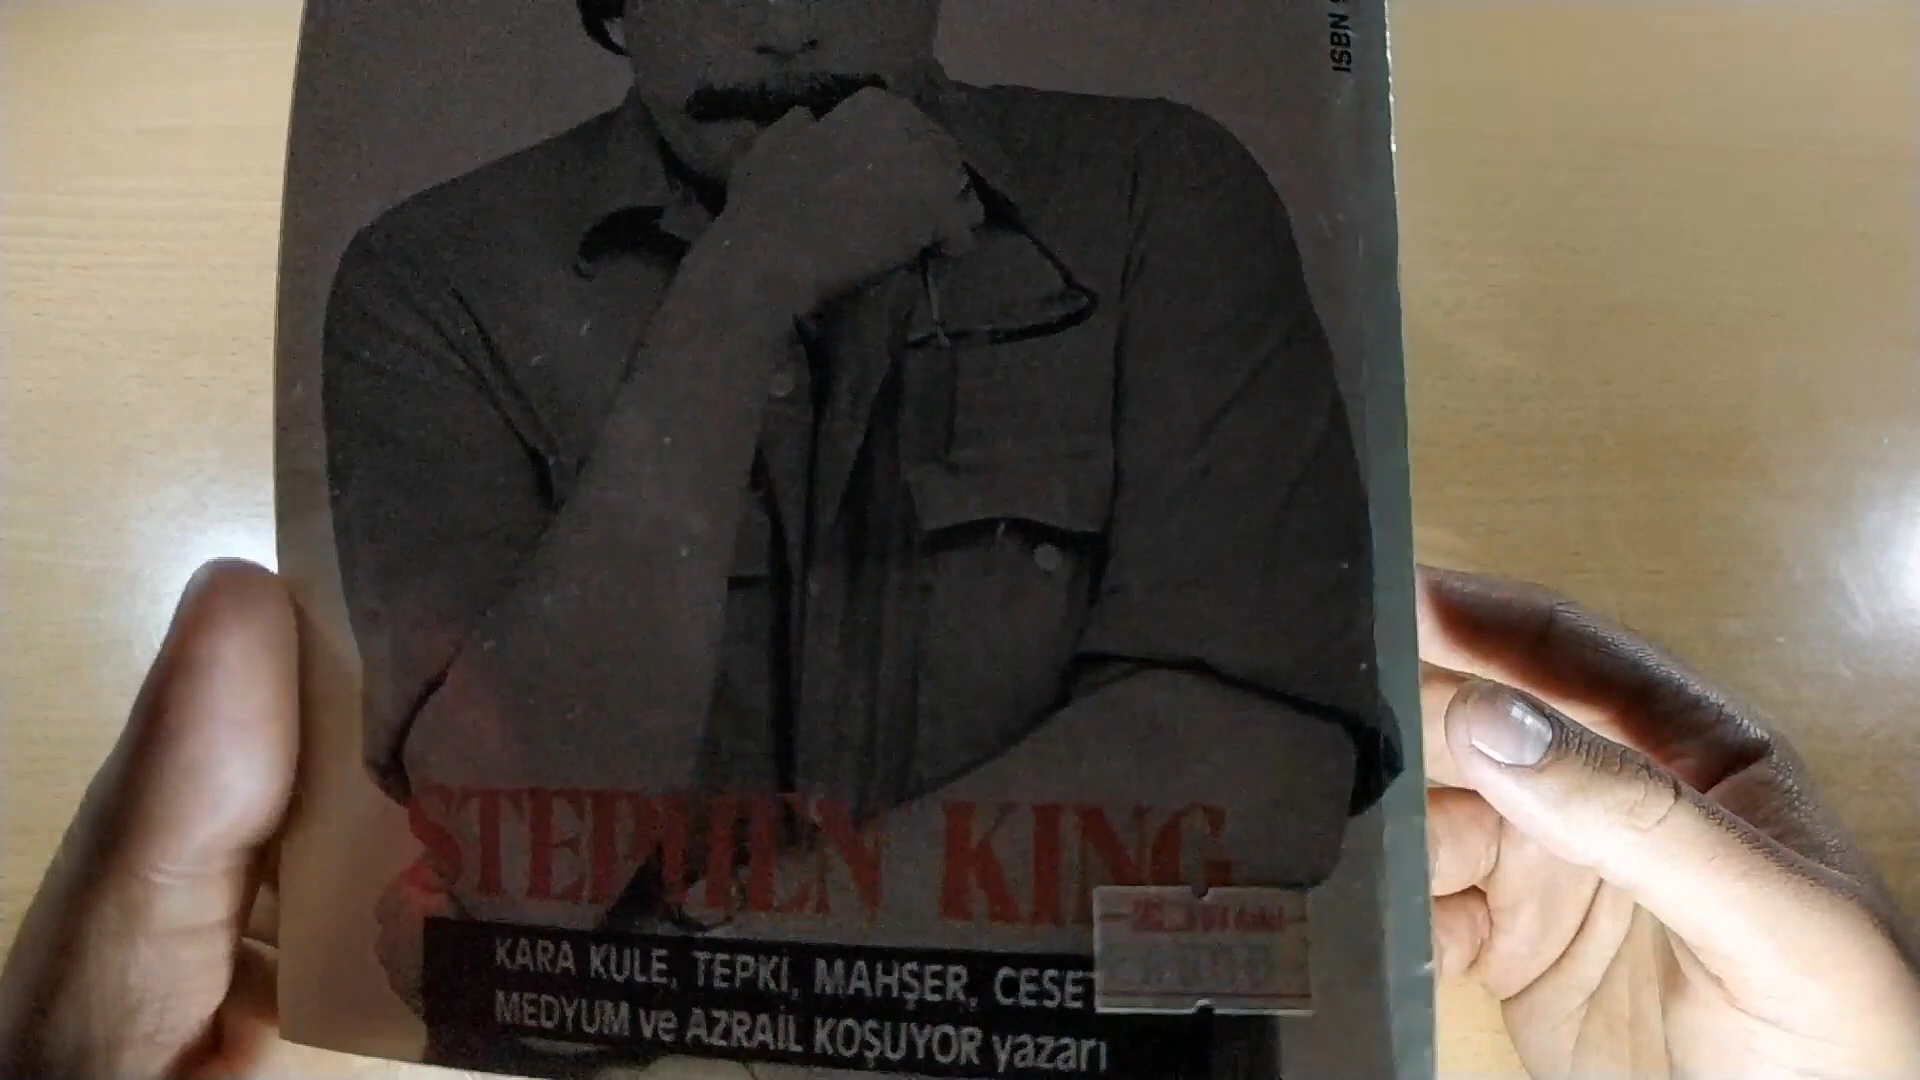 ISBN
STEPHEN KING
KARA KULE, TEPKI, MAHŞER, CESET
MEDYUM ve AZRAİL KOŞUYOR yazarı